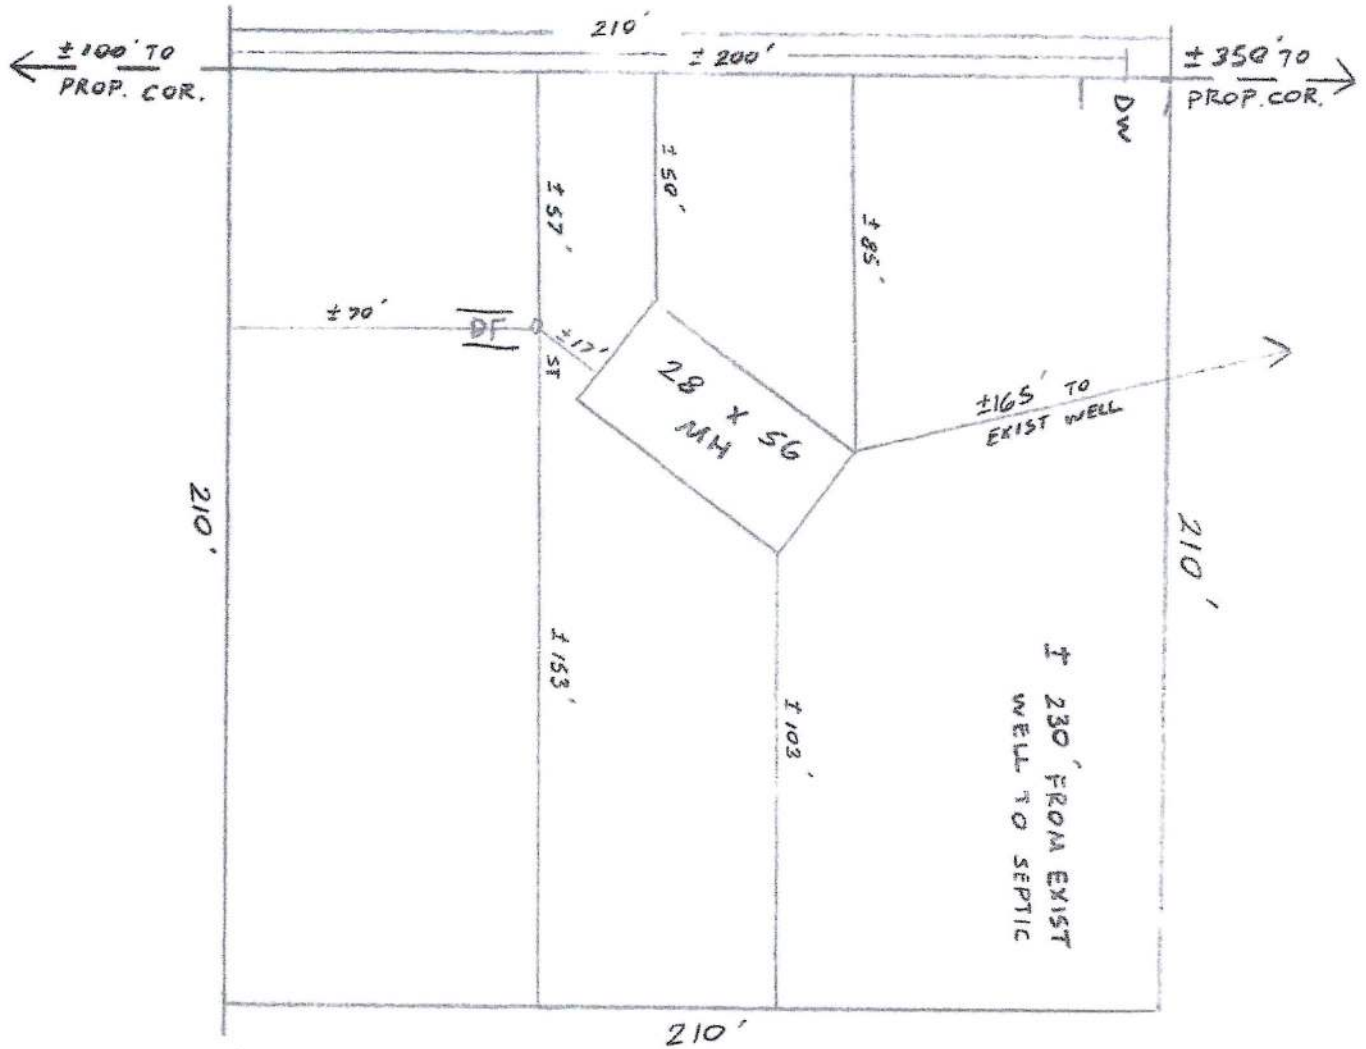 210'
± 200'
± 100' TO
PROP. COR.
± 350' TO
PROP. COR.
DW
± 57'
± 50'
± 85'
± 70'
DF
ST
± 17'
28 X 56
MH
±165' TO
EXIST WELL
210'
210'
± 153'
± 103'
± 230' FROM EXIST
WELL TO SEPTIC
210'